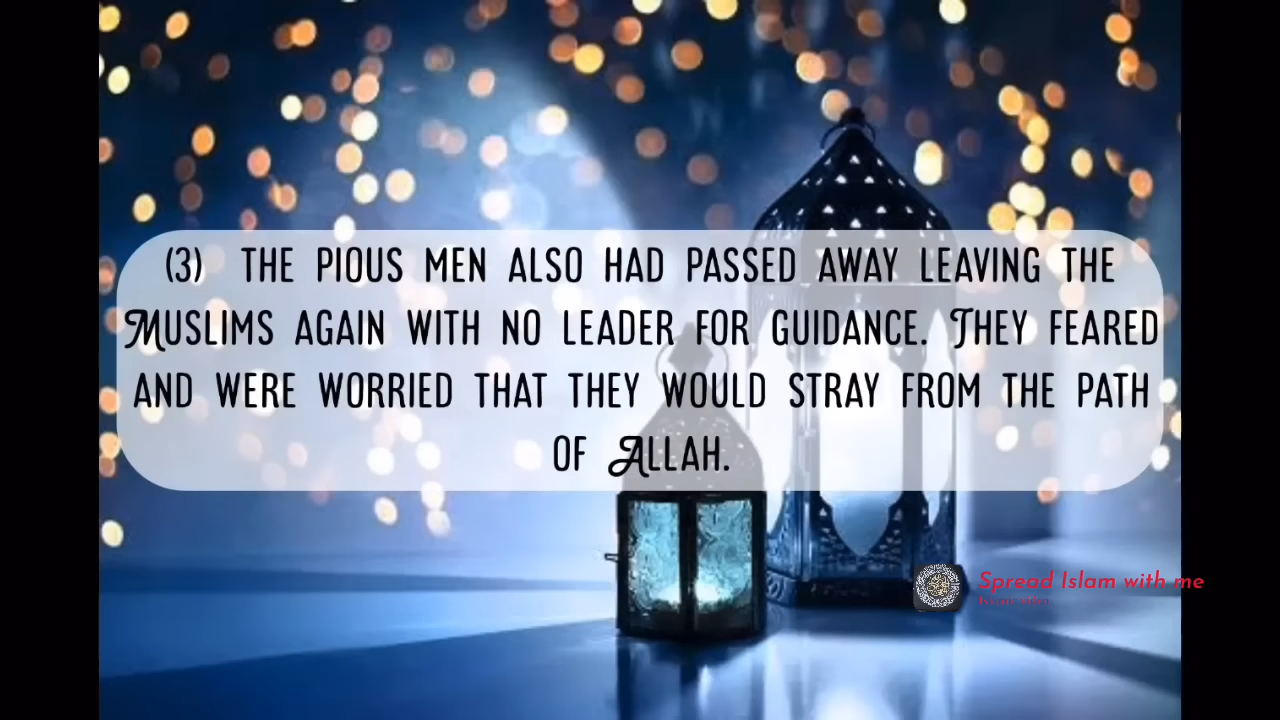 (3) THE PIOUS MEN ALSO HAD PASSED AWAY LEAVING THE
MUSLIMS AGAIN WITH NO LEADER FOR GUIDANCE. THEY FEARED
AND WERE WORRIED THAT THEY WOULD STRAY FROM THE PATH
OF ALLAH.
Spread Islam with me